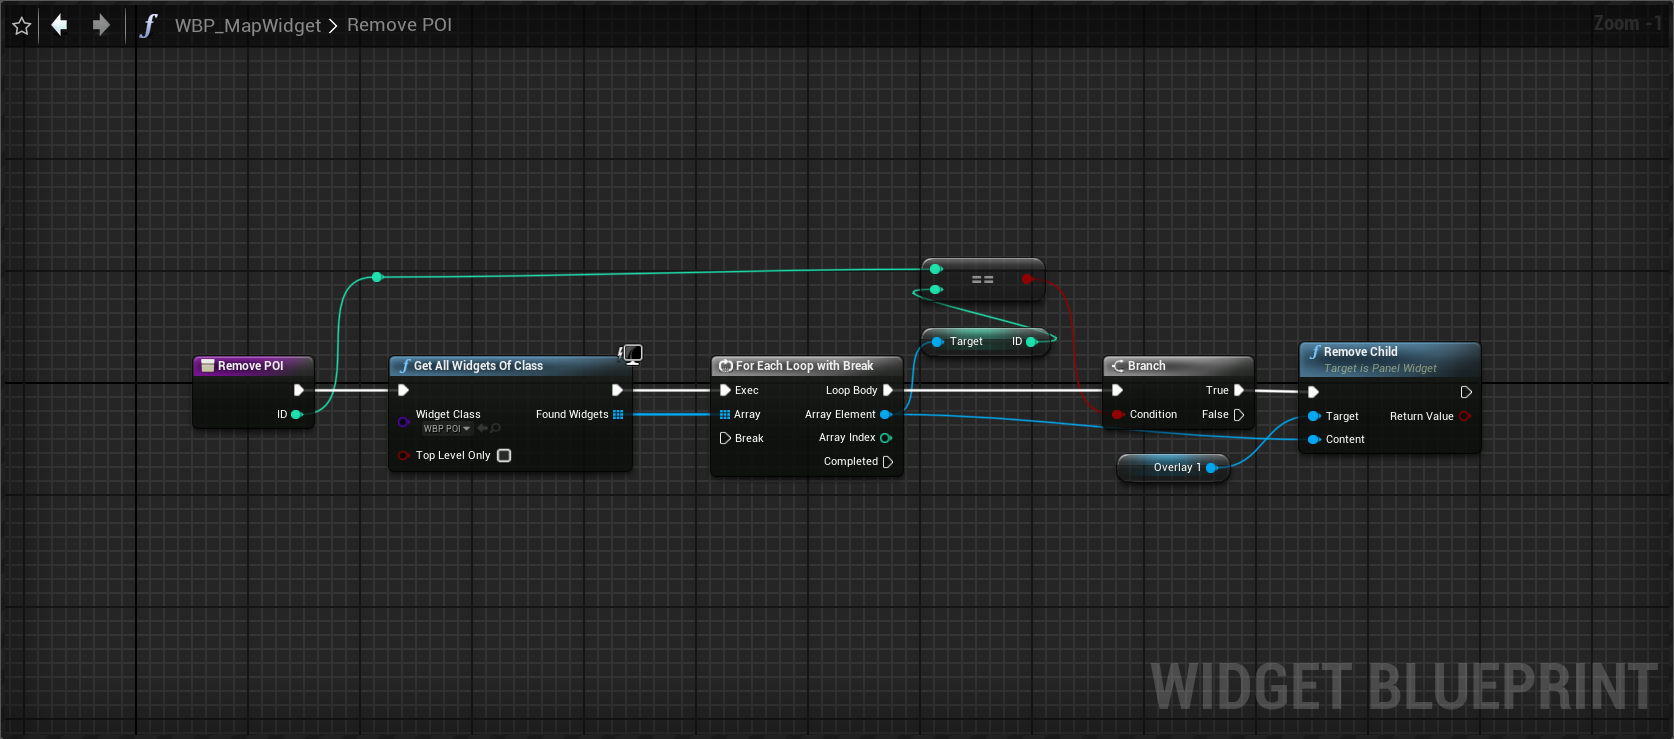 WBP_MapWidget > Remove POI
Zoom -1
==
Target ID
Remove POI
ID
Get All Widgets Of Class
Widget Class Found Widgets
WBP POI
Top Level Only
For Each Loop with Break
Exec Loop Body
Array Array Element
Break Array Index
Completed
Branch
True
Condition False
Overlay 1
Remove Child
Target is Panel Widget
Target Return Value
Content
WIDGET BLUEPRINT